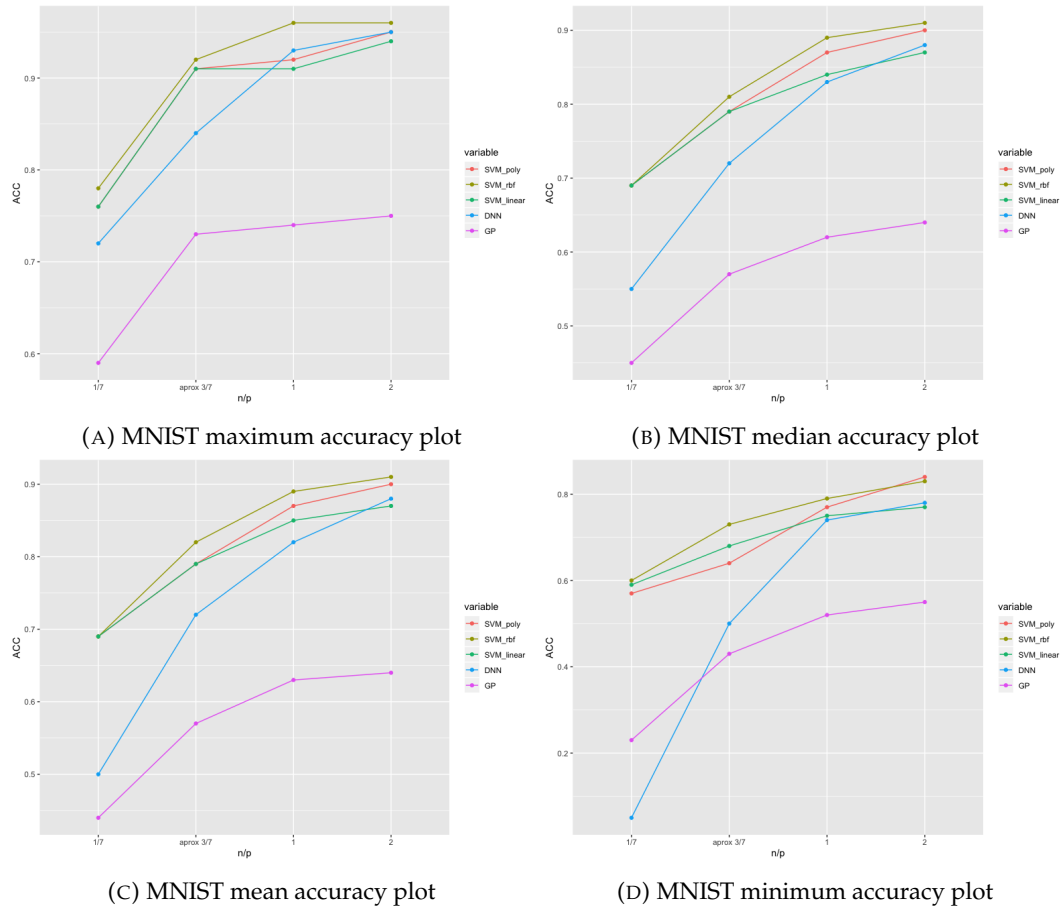 ACC
0.9
0.8
0.7
0.6
1/7 aprox 3/7 1 2
n/p
variable
SVM_poly
SVM_rbf
SVM_linear
DNN
GP
(A) MNIST maximum accuracy plot
ACC
0.9
0.8
0.7
0.6
0.5
1/7 aprox 3/7 1 2
n/p
variable
SVM_poly
SVM_rbf
SVM_linear
DNN
GP
(B) MNIST median accuracy plot
ACC
0.9
0.8
0.7
0.6
0.5
1/7 aprox 3/7 1 2
n/p
variable
SVM_poly
SVM_rbf
SVM_linear
DNN
GP
(C) MNIST mean accuracy plot
ACC
0.8
0.6
0.4
0.2
1/7 aprox 3/7 1 2
n/p
variable
SVM_poly
SVM_rbf
SVM_linear
DNN
GP
(D) MNIST minimum accuracy plot